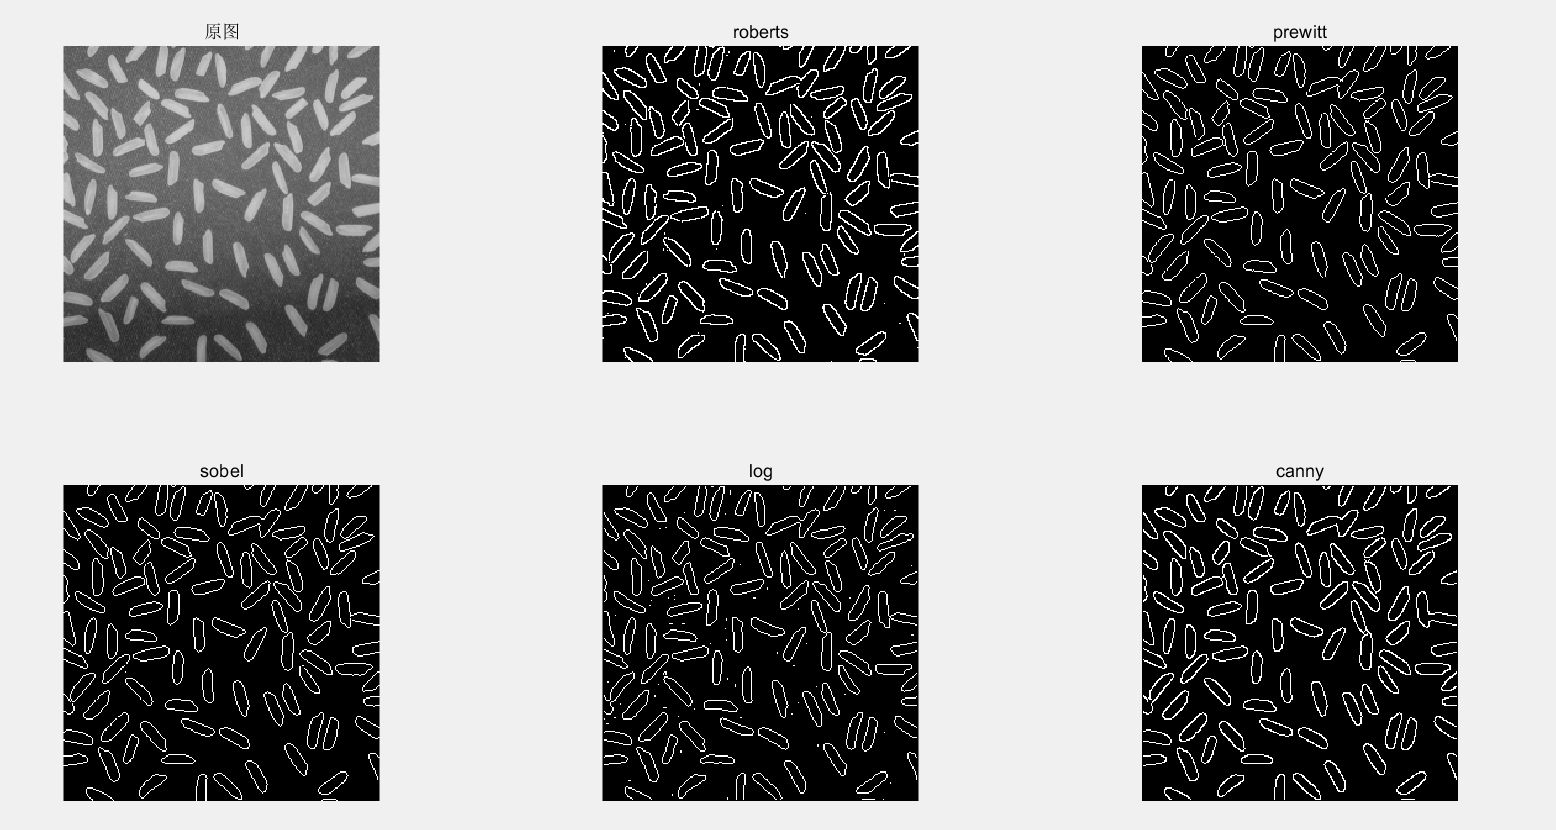 原图
roberts
prewitt
sobel
log
canny